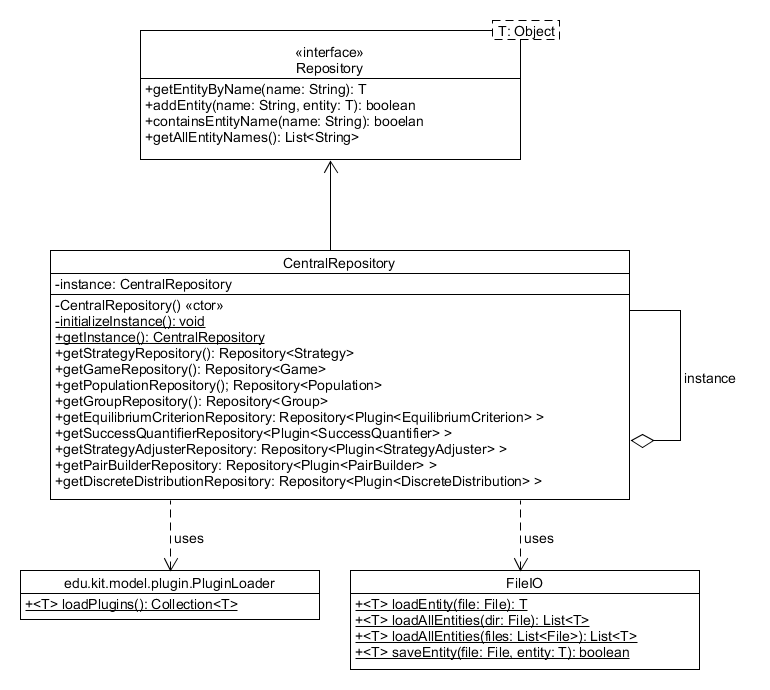 T: Object
«interface»
Repository
+getEntityByName(name: String): T
+addEntity(name: String, entity: T): boolean
+containsEntityName(name: String): booelan
+getAllEntityNames(): List<String>
CentralRepository
-instance: CentralRepository
-CentralRepository() «ctor»
-initializeInstance(): void
+getInstance(): CentralRepository
+getStrategyRepository(): Repository<Strategy>
+getGameRepository(): Repository<Game>
+getPopulationRepository(); Repository<Population>
+getGroupRepository(): Repository<Group>
+getEquilibriumCriterionRepository: Repository<Plugin<EquilibriumCriterion> >
+getSuccessQuantifierRepository<Plugin<SuccessQuantifier> >
+getStrategyAdjusterRepository: Repository<Plugin<StrategyAdjuster> >
+getPairBuilderRepository: Repository<Plugin<PairBuilder> >
+getDiscreteDistributionRepository: Repository<Plugin<DiscreteDistribution> >
instance
uses
uses
edu.kit.model.plugin.PluginLoader
+<T> loadPlugins(): Collection<T>
FileIO
+<T> loadEntity(file: File): T
+<T> loadAllEntities(dir: File): List<T>
+<T> loadAllEntities(files: List<File>): List<T>
+<T> saveEntity(file: File, entity: T): boolean